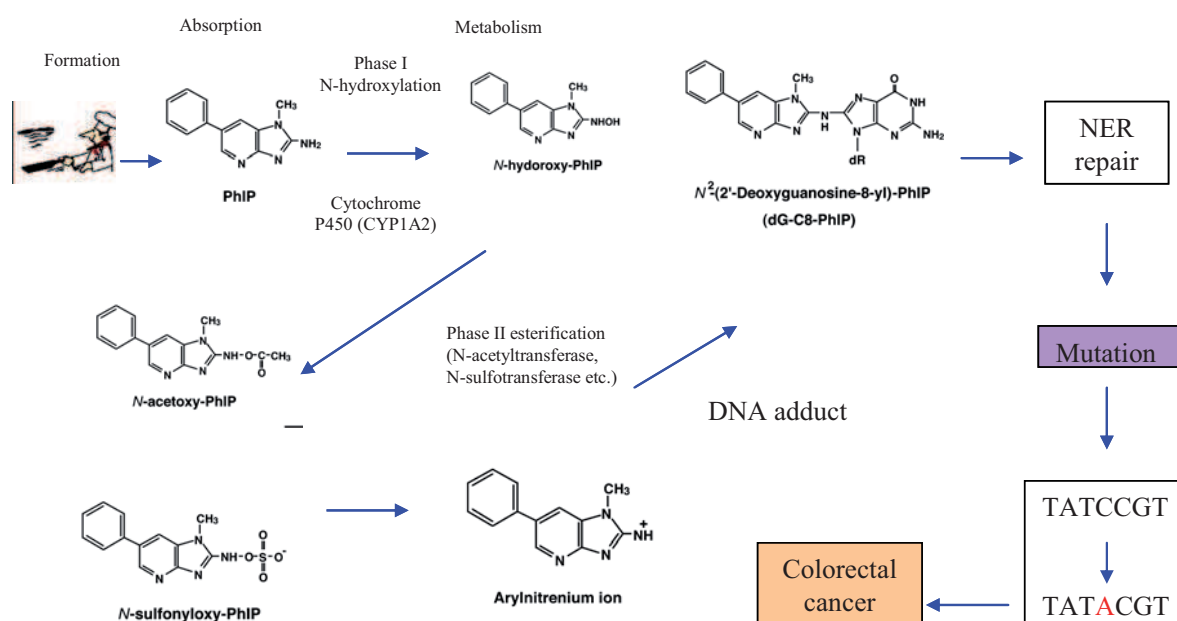 Formation
Absorption
CH₃
N
N
N
NH₂
PhIP
Phase I
N-hydroxylation
Cytochrome
P450 (CYP1A2)
Metabolism
CH₃
N
N
N
NHOH
N-hydoroxy-PhIP
CH₃
N
N
N
N
H
N
N
dR
O
NH
N
NH₂
N²-(2'-Deoxyguanosine-8-yl)-PhIP
(dG-C8-PhIP)
NER
repair
CH₃
N
N
N
NH-O-C-CH₃
O
N-acetoxy-PhIP
Phase II esterification
(N-acetyltransferase,
N-sulfotransferase etc.)
DNA adduct
Mutation
CH₃
N
N
N
O
NH-O-S-O⁻
O
N-sulfonyloxy-PhIP
CH₃
N
N
N
+
NH
Arylnitrenium ion
TATCCGT
TATACGT
Colorectal
cancer